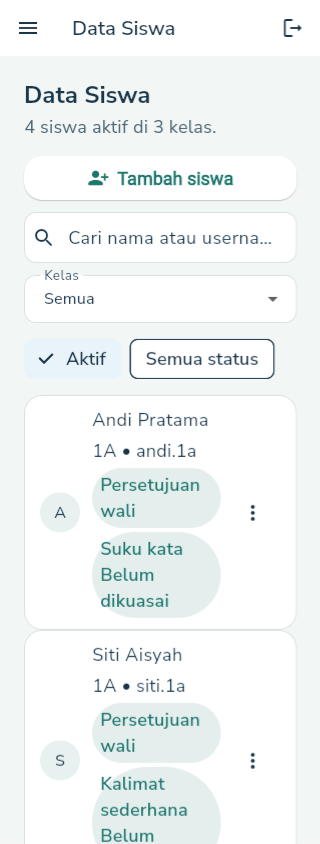 Data Siswa
Data Siswa
4 siswa aktif di 3 kelas.
Tambah siswa
Cari nama atau userna...
Kelas
Semua
Aktif
Semua status
Andi Pratama
1A • andi.1a
Persetujuan
wali
A
Suku kata
Belum
dikuasai
Siti Aisyah
1A • siti.1a
Persetujuan
wali
S
Kalimat
sederhana
Belum